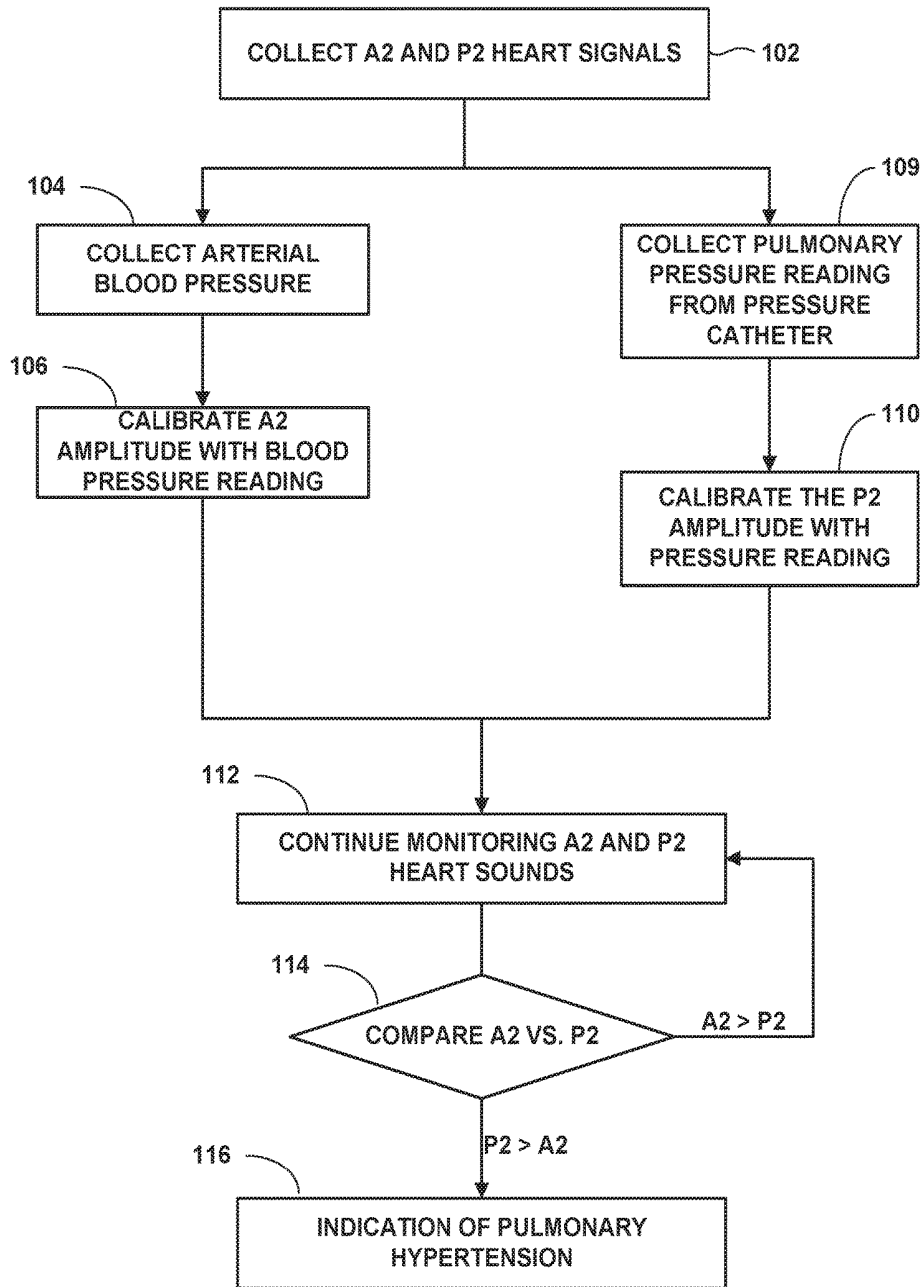 COLLECT A2 AND P2 HEART SIGNALS
102
104
COLLECT ARTERIAL
BLOOD PRESSURE
109
COLLECT PULMONARY
PRESSURE READING
FROM PRESSURE
CATHETER
106
CALIBRATE A2
AMPLITUDE WITH BLOOD
PRESSURE READING
110
CALIBRATE THE P2
AMPLITUDE WITH
PRESSURE READING
112
CONTINUE MONITORING A2 AND P2
HEART SOUNDS
114
COMPARE A2 VS. P2
A2 > P2
P2 > A2
116
INDICATION OF PULMONARY
HYPERTENSION